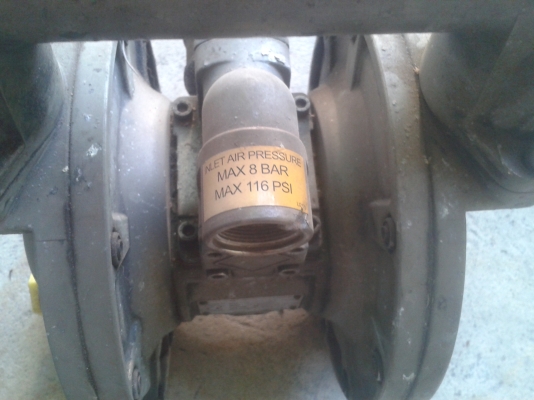 INLET AIR PRESSURE
MAX 8 BAR
MAX 116 PSI